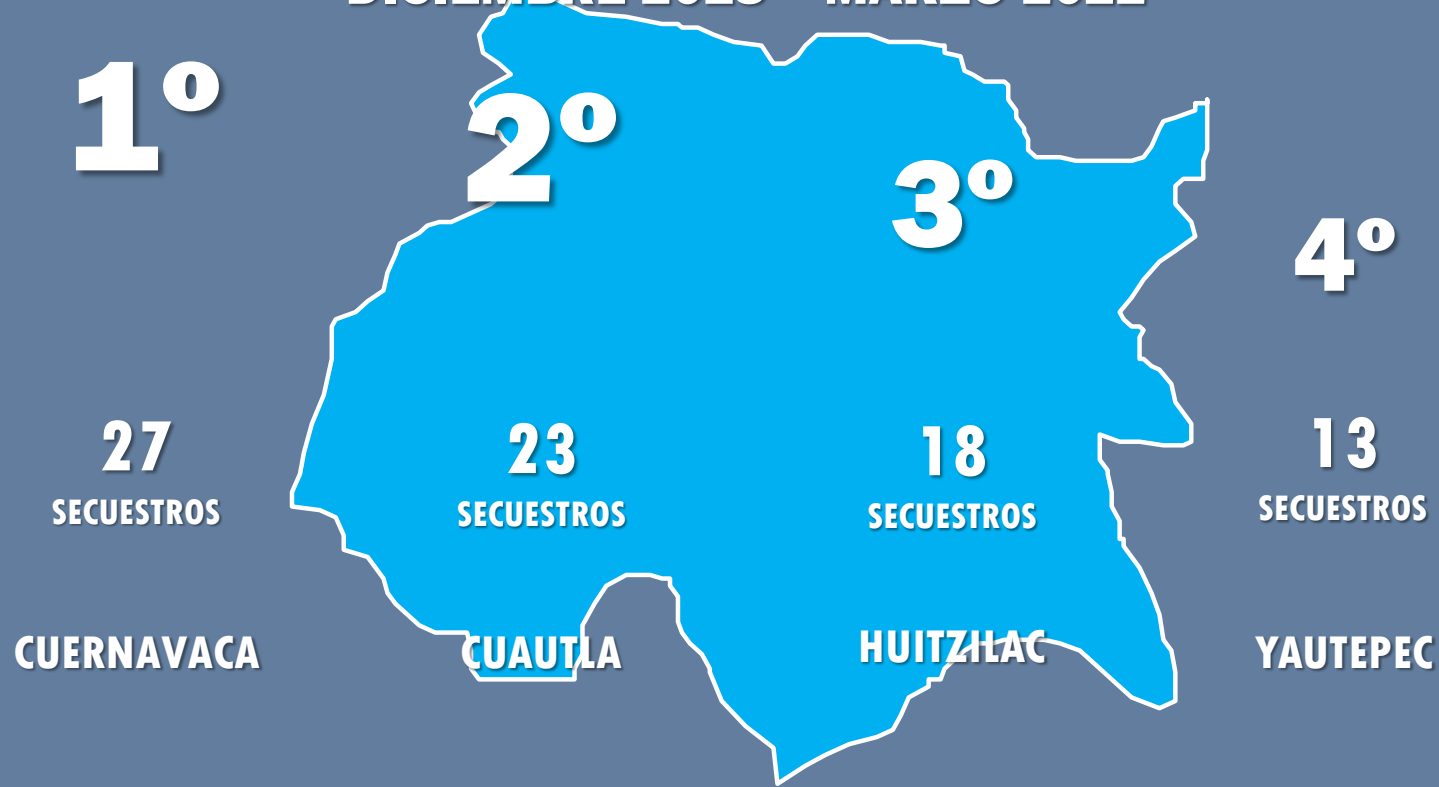 1º
2º
3º
4º
27
SECUESTROS
23
SECUESTROS
18
SECUESTROS
13
SECUESTROS
CUERNAVACA
CUAUTLA
HUITZILAC
YAUTEPEC